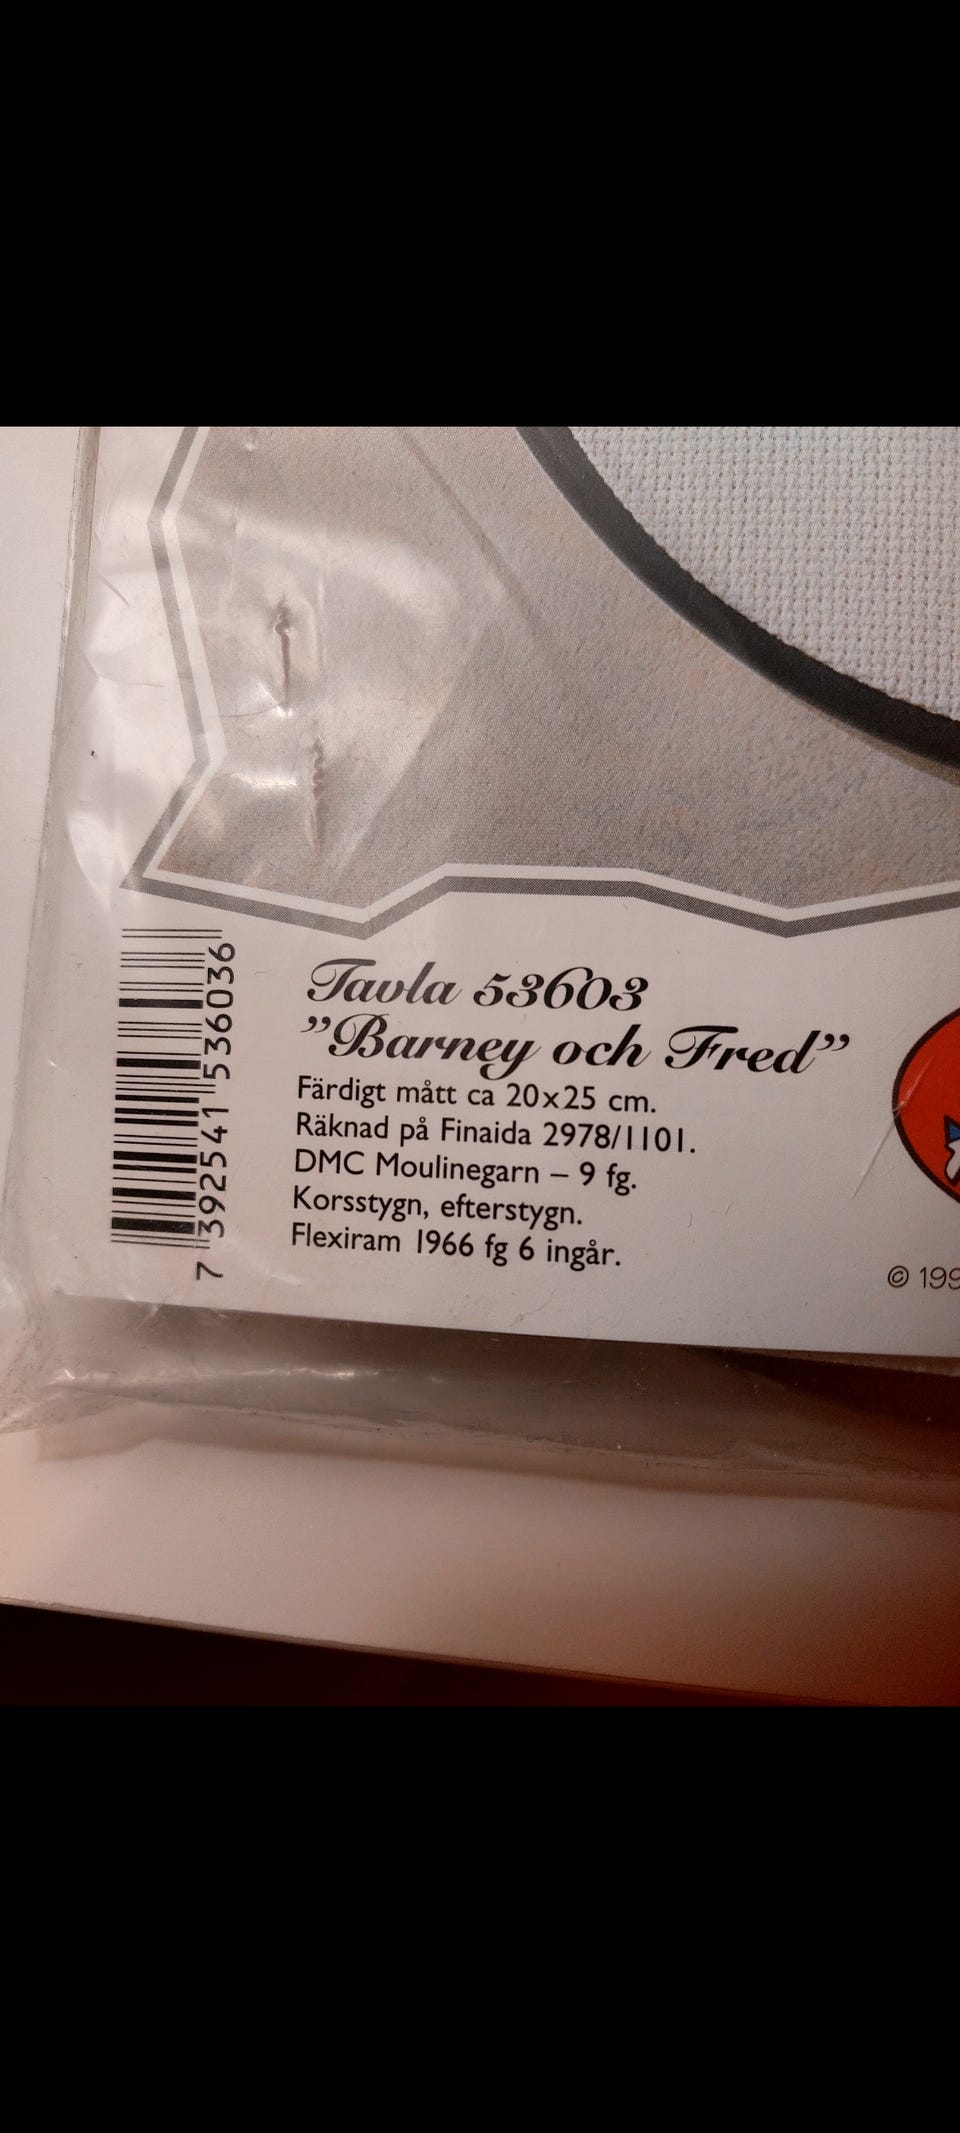 Tavla 53603
”Barney och Fred”
Färdigt mått ca 20x25 cm.
Räknad på Finaida 2978/1101.
DMC Moulinegarn – 9 fg.
Korsstygn, efterstygn.
Flexiram 1966 fg 6 ingår.
7 392541 536036
© 199